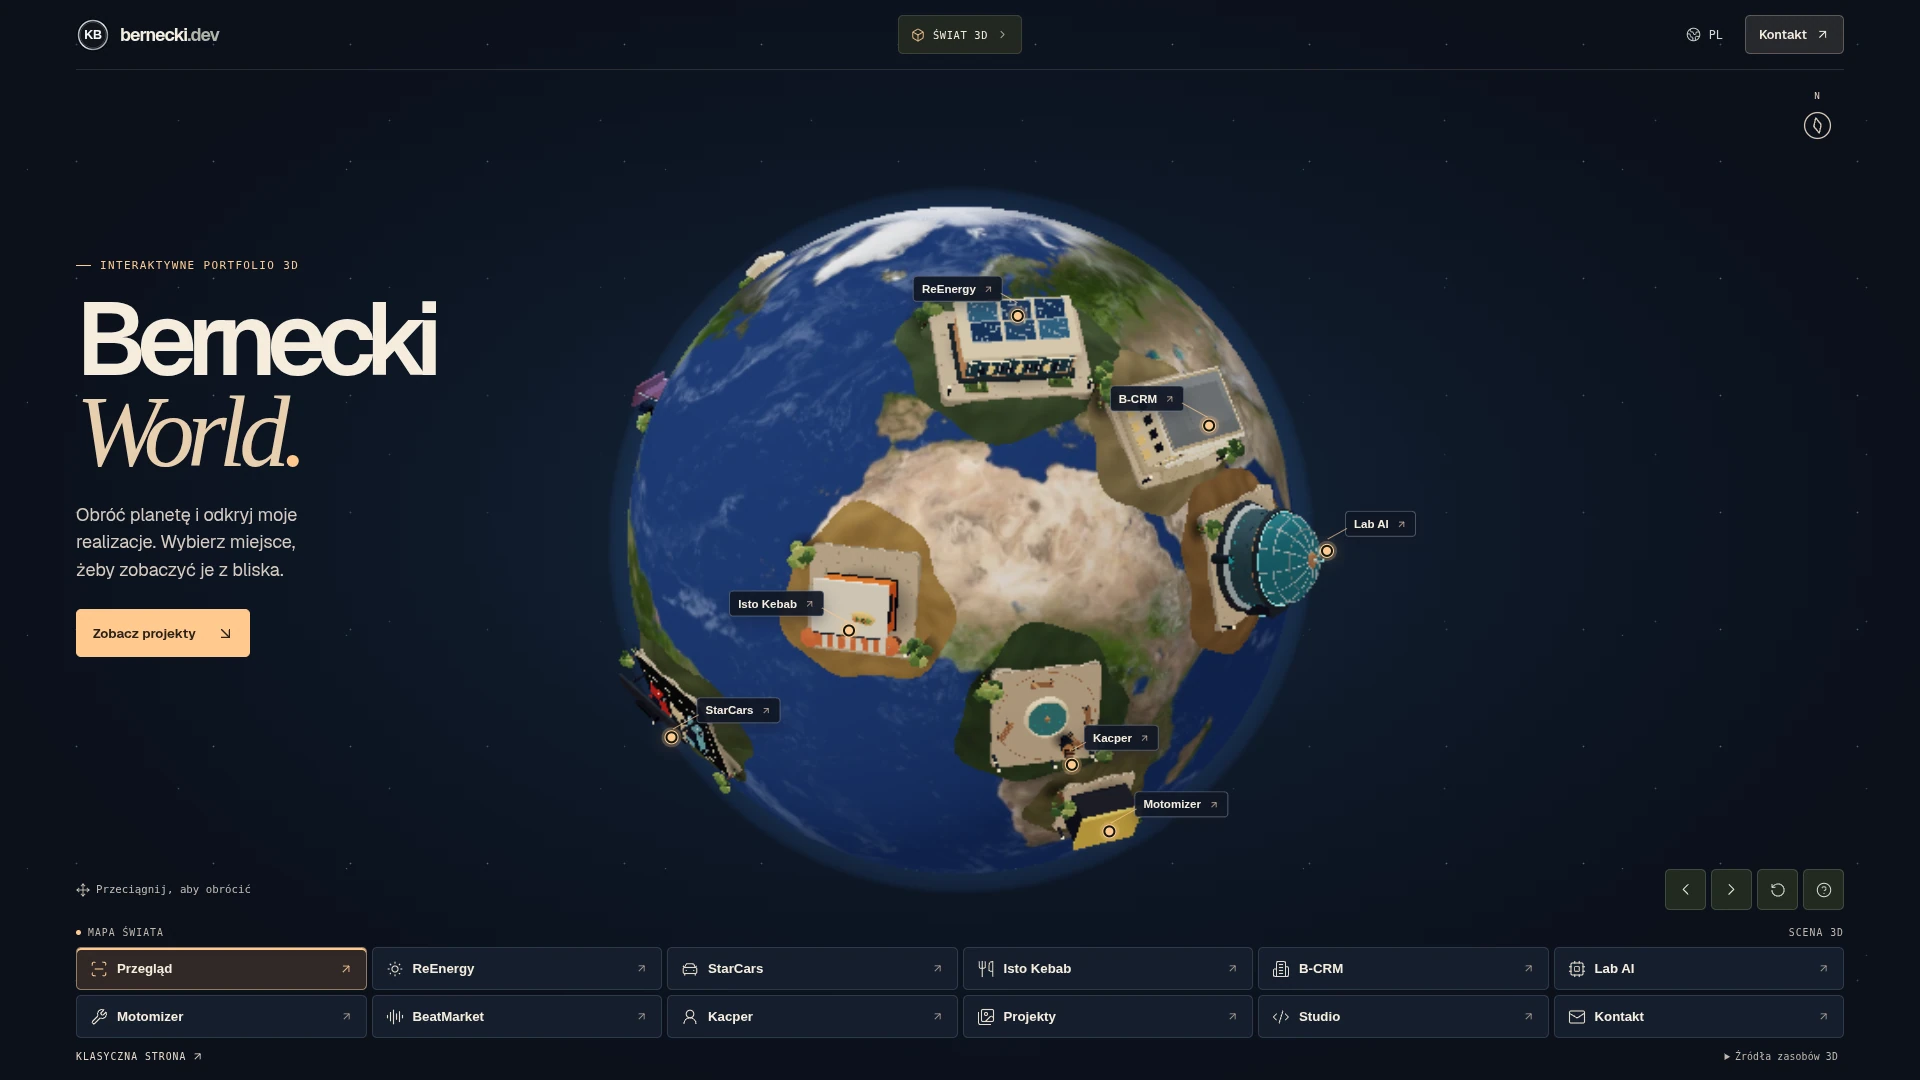 KB
bernecki.dev
ŚWIAT 3D
PL
Kontakt
N
INTERAKTYWNE PORTFOLIO 3D
Bernecki
World.
Obróć planetę i odkryj moje
realizacje. Wybierz miejsce,
żeby zobaczyć je z bliska.
Zobacz projekty
ReEnergy
B-CRM
Lab AI
Isto Kebab
StarCars
Kacper
Motomizer
Przeciągnij, aby obrócić
MAPA ŚWIATA
SCENA 3D
Przegląd
ReEnergy
StarCars
Isto Kebab
B-CRM
Lab AI
Motomizer
BeatMarket
Kacper
Projekty
Studio
Kontakt
KLASYCZNA STRONA
Źródła zasobów 3D